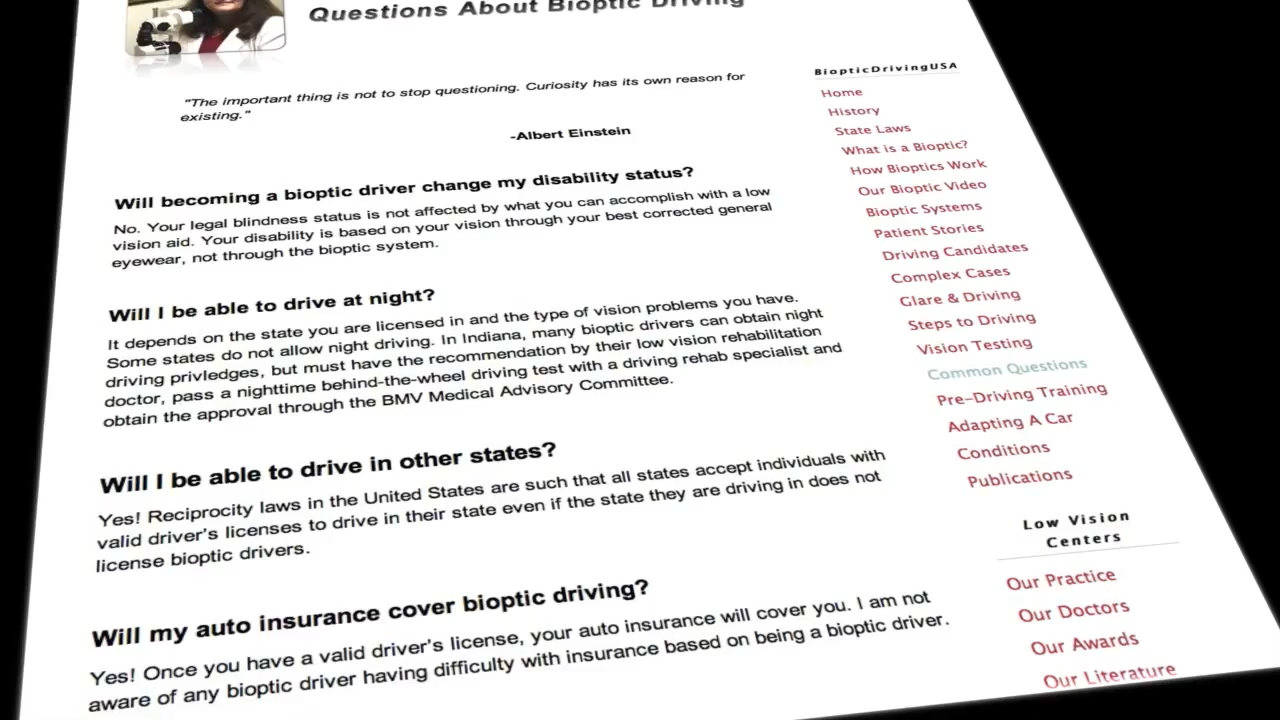 Questions About Bioptic Driving
"The important thing is not to stop questioning. Curiosity has its own reason for
existing."
-Albert Einstein
Will becoming a bioptic driver change my disability status?
No. Your legal blindness status is not affected by what you can accomplish with a low
vision aid. Your disability is based on your vision through your best corrected general
eyewear, not through the bioptic system.
Will I be able to drive at night?
It depends on the state you are licensed in and the type of vision problems you have.
Some states do not allow night driving. In Indiana, many bioptic drivers can obtain night
driving privledges, but must have the recommendation by their low vision rehabilitation
doctor, pass a nighttime behind-the-wheel driving test with a driving rehab specialist and
obtain the approval through the BMV Medical Advisory Committee.
Will I be able to drive in other states?
Yes! Reciprocity laws in the United States are such that all states accept individuals with
valid driver's licenses to drive in their state even if the state they are driving in does not
license bioptic drivers.
Will my auto insurance cover bioptic driving?
Yes! Once you have a valid driver's license, your auto insurance will cover you. I am not
aware of any bioptic driver having difficulty with insurance based on being a bioptic driver.
BiopticDrivingUSA
Home
History
State Laws
What is a Bioptic?
How Bioptics Work
Our Bioptic Video
Bioptic Systems
Patient Stories
Driving Candidates
Complex Cases
Glare & Driving
Steps to Driving
Vision Testing
Common Questions
Pre-Driving Training
Adapting A Car
Conditions
Publications
Low Vision
Centers
Our Practice
Our Doctors
Our Awards
Our Literature